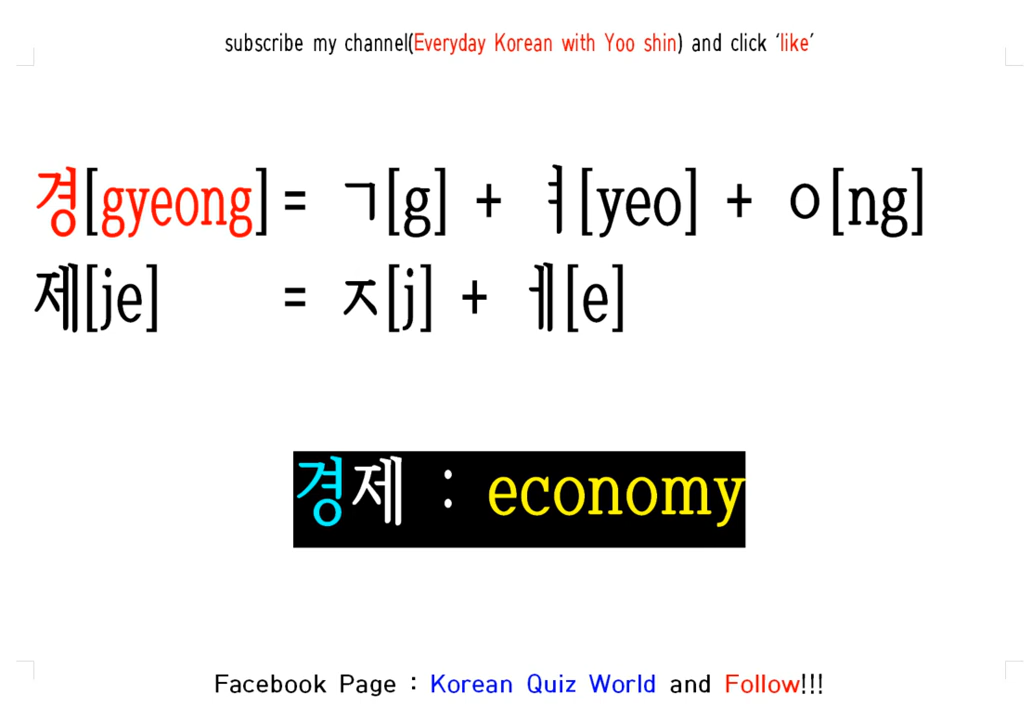 subscribe my channel(Everyday Korean with Yoo shin) and click ‘like’
경[gyeong] = ㄱ[g] + ㅕ[yeo] + ㅇ[ng]
제[je] = ㅈ[j] + ㅔ[e]
경제 : economy
Facebook Page : Korean Quiz World and Follow!!!